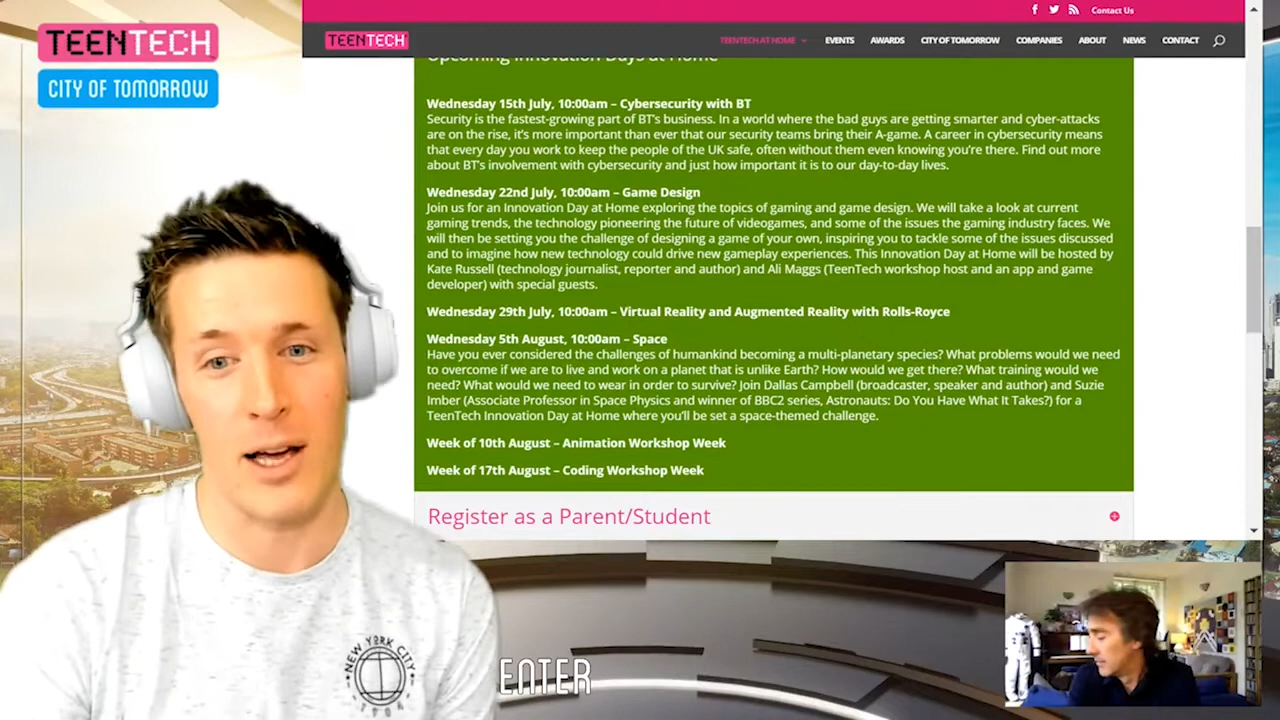 TEENTECH
CITY OF TOMORROW
Contact Us
TEENTECH
TEENTECH AT HOME
EVENTS
AWARDS
CITY OF TOMORROW
COMPANIES
ABOUT
NEWS
CONTACT
Upcoming Innovation Days at Home
Wednesday 15th July, 10:00am – Cybersecurity with BT
Security is the fastest-growing part of BT's business. In a world where the bad guys are getting smarter and cyber-attacks
are on the rise, it's more important than ever that our security teams bring their A-game. A career in cybersecurity means
that every day you work to keep the people of the UK safe, often without them even knowing you're there. Find out more
about BT's involvement with cybersecurity and just how important it is to our day-to-day lives.
Wednesday 22nd July, 10:00am – Game Design
Join us for an Innovation Day at Home exploring the topics of gaming and game design. We will take a look at current
gaming trends, the technology pioneering the future of videogames, and some of the issues the gaming industry faces. We
will then be setting you the challenge of designing a game of your own, inspiring you to tackle some of the issues discussed
and to imagine how new technology could drive new gameplay experiences. This Innovation Day at Home will be hosted by
Kate Russell (technology journalist, reporter and author) and Ali Maggs (TeenTech workshop host and an app and game
developer) with special guests.
Wednesday 29th July, 10:00am – Virtual Reality and Augmented Reality with Rolls-Royce
Wednesday 5th August, 10:00am – Space
Have you ever considered the challenges of humankind becoming a multi-planetary species? What problems would we need
to overcome if we are to live and work on a planet that is unlike Earth? How would we get there? What training would we
need? What would we need to wear in order to survive? Join Dallas Campbell (broadcaster, speaker and author) and Suzie
Imber (Associate Professor in Space Physics and winner of BBC2 series, Astronauts: Do You Have What It Takes?) for a
TeenTech Innovation Day at Home where you'll be set a space-themed challenge.
Week of 10th August – Animation Workshop Week
Week of 17th August – Coding Workshop Week
Register as a Parent/Student
NEW YORK CITY
ENTER